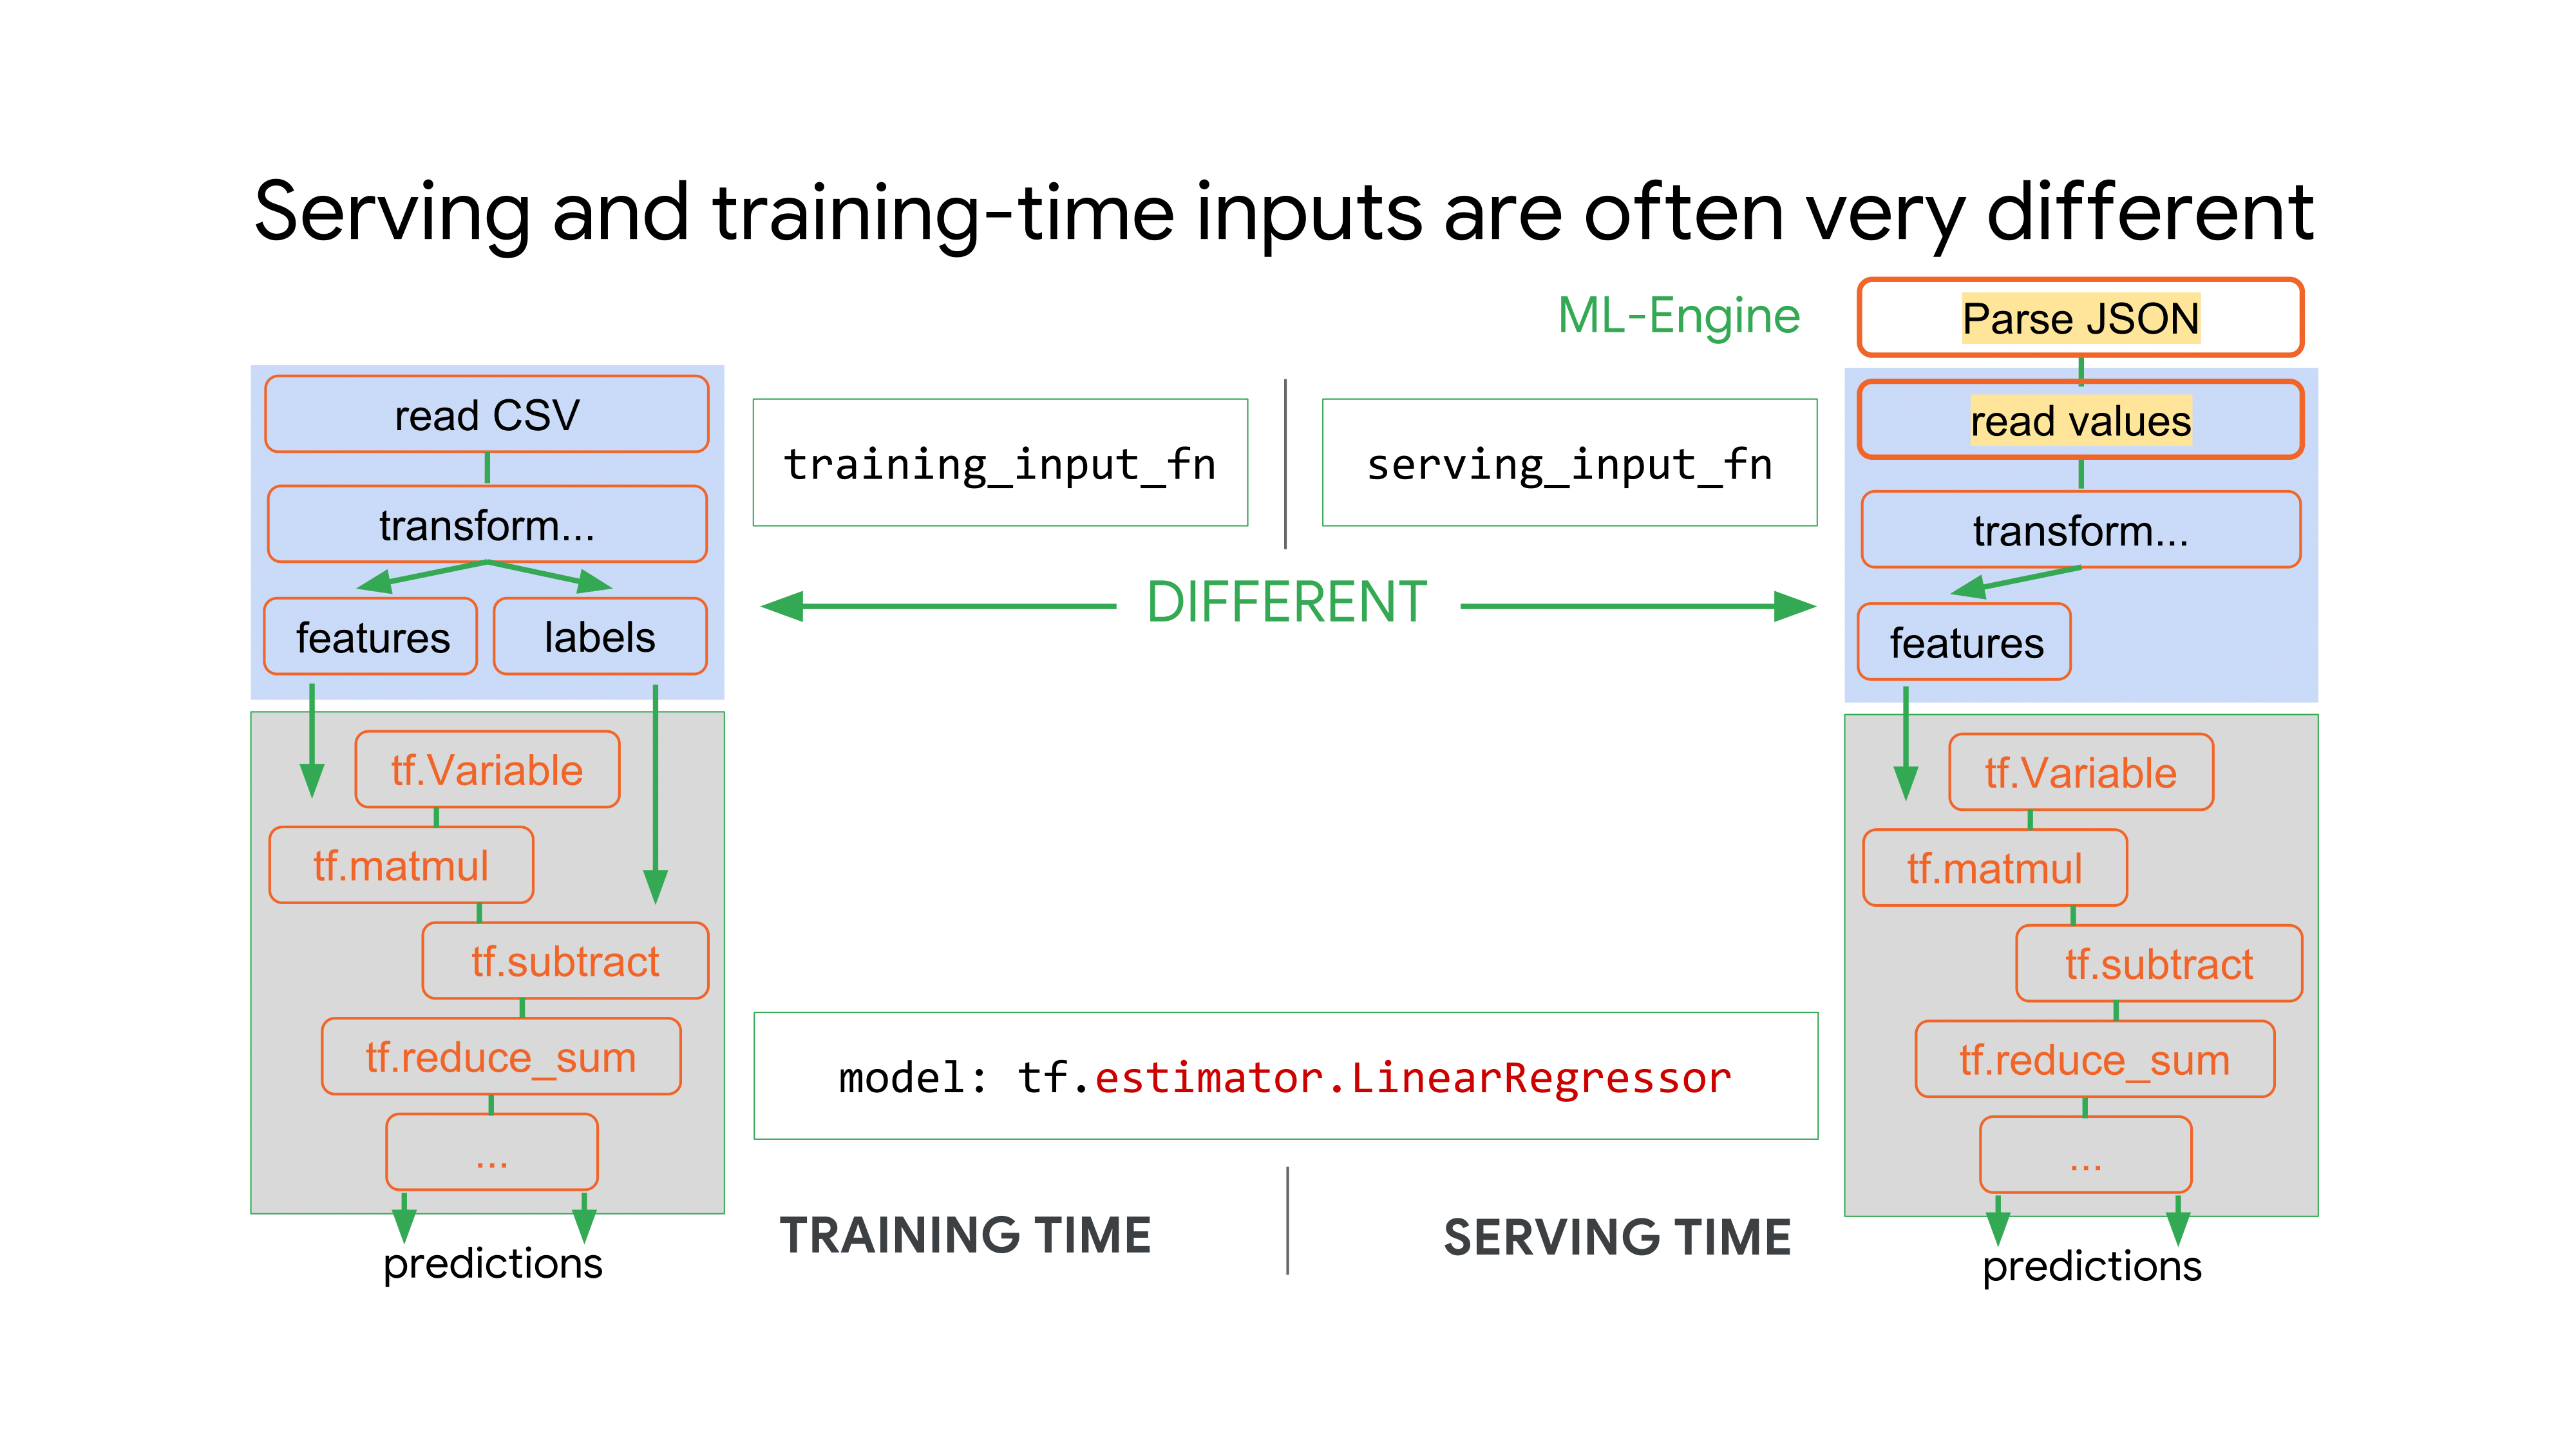 Serving and training-time inputs are often very different
read CSV
transform...
features
labels
tf.Variable
tf.matmul
tf.subtract
tf.reduce_sum
...
predictions
training_input_fn
ML-Engine
serving_input_fn
DIFFERENT
model: tf.estimator.LinearRegressor
TRAINING TIME
SERVING TIME
Parse JSON
read values
transform...
features
tf.Variable
tf.matmul
tf.subtract
tf.reduce_sum
...
predictions